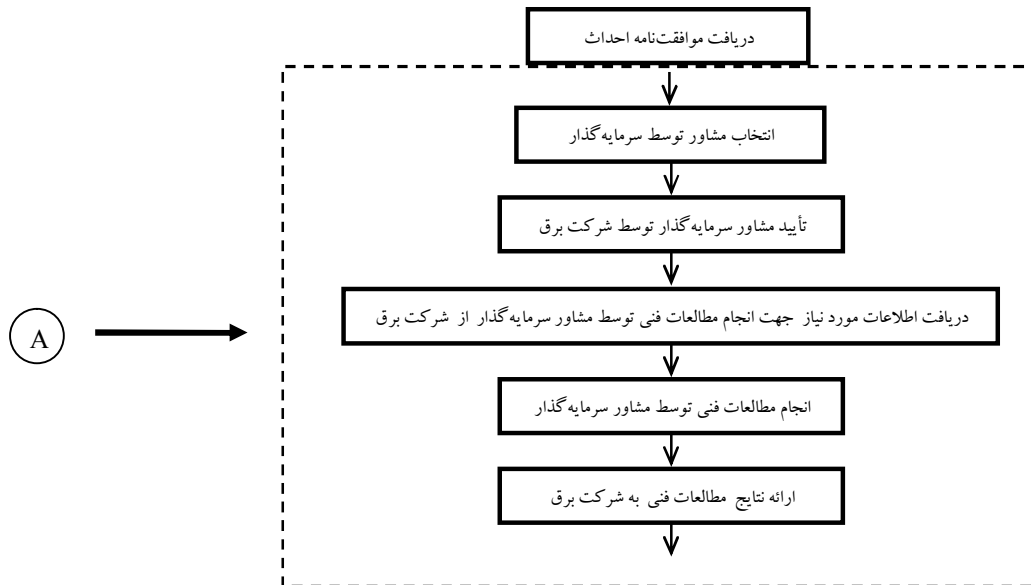 دریافت موافقت‌نامه احداث
انتخاب مشاور توسط سرمایه‌گذار
تأیید مشاور سرمایه‌گذار توسط شرکت برق
دریافت اطلاعات مورد نیاز جهت انجام مطالعات فنی توسط مشاور سرمایه‌گذار از شرکت برق
A
انجام مطالعات فنی توسط مشاور سرمایه‌گذار
ارائه نتایج مطالعات فنی به شرکت برق